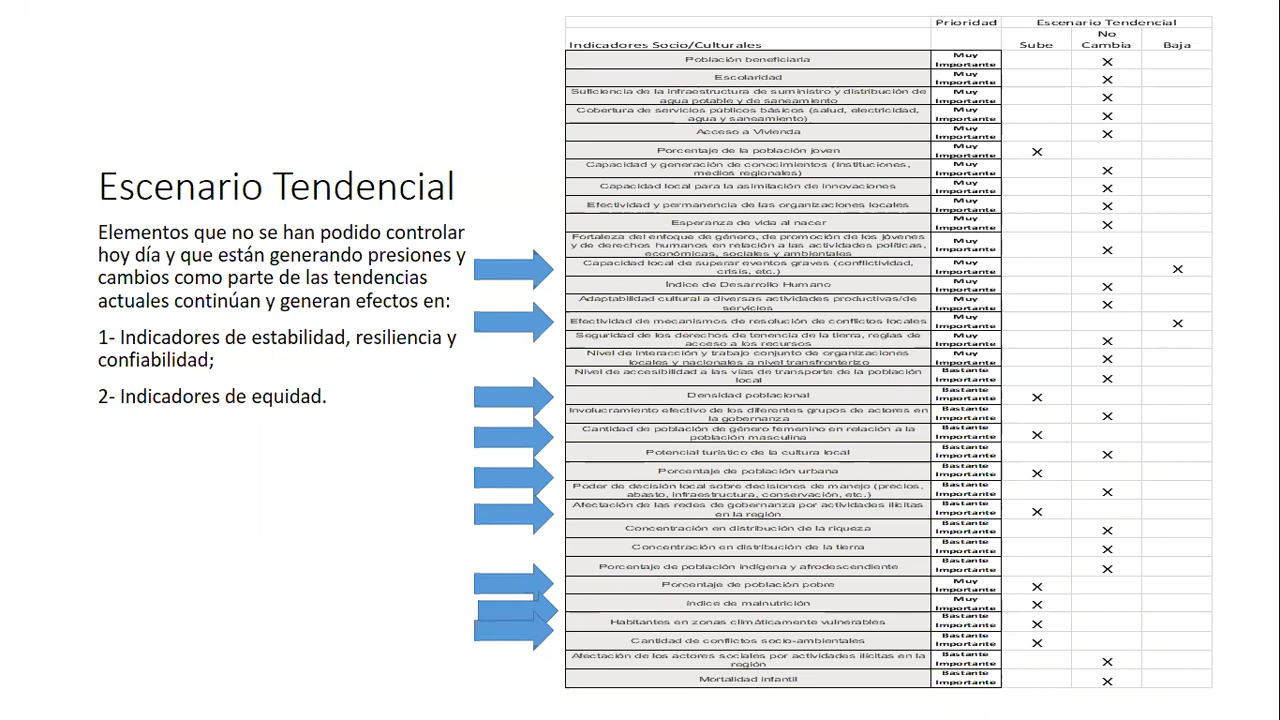 Escenario Tendencial
Elementos que no se han podido controlar
hoy día y que están generando presiones y
cambios como parte de las tendencias
actuales continúan y generan efectos en:
1- Indicadores de estabilidad, resiliencia y
confiabilidad;
2- Indicadores de equidad.
Prioridad Escenario Tendencial
Indicadores Socio/Culturales Sube No Cambia Baja
Población beneficiaria Muy Importante X
Escolaridad Muy Importante X
Suficiencia de la infraestructura de suministro y distribución de
agua potable y de saneamiento Muy Importante X
Cobertura de servicios públicos básicos (salud, electricidad,
agua y saneamiento) Muy Importante X
Acceso a Vivienda Muy Importante X
Porcentaje de la población joven Muy Importante X
Capacidad y generación de conocimientos (Instituciones,
medios regionales) Muy Importante X
Capacidad local para la asimilación de innovaciones Muy Importante X
Efectividad y permanencia de las organizaciones locales Muy Importante X
Esperanza de vida al nacer Muy Importante X
Fortaleza del enfoque de género, de promoción de los jóvenes
y de derechos humanos en relación a las actividades políticas,
económicas, sociales y ambientales Muy Importante X
Capacidad local de superar eventos graves (conflictividad,
crisis, etc.) Muy Importante X
Índice de Desarrollo Humano Muy Importante X
Adaptabilidad cultural a diversas actividades productivas/de
servicios Muy Importante X
Efectividad de mecanismos de resolución de conflictos locales Muy Importante X
Seguridad de los derechos de tenencia de la tierra, reglas de
acceso a los recursos Muy Importante X
Nivel de interacción y trabajo conjunto de organizaciones
locales y nacionales a nivel transfronterizo Muy Importante X
Nivel de accesibilidad a las vías de transporte de la población
local Bastante Importante X
Densidad poblacional Bastante Importante X
Involucramiento efectivo de los diferentes grupos de actores en
la gobernanza Bastante Importante X
Cantidad de población de género femenino en relación a la
población masculina Bastante Importante X
Potencial turístico de la cultura local Bastante Importante X
Porcentaje de población urbana Bastante Importante X
Poder de decisión local sobre decisiones de manejo (precios,
abasto, infraestructura, conservación, etc.) Bastante Importante X
Afectación de las redes de gobernanza por actividades ilícitas
en la región Bastante Importante X
Concentración en distribución de la riqueza Bastante Importante X
Concentración en distribución de la tierra Bastante Importante X
Porcentaje de población indígena y afrodescendiente Bastante Importante X
Porcentaje de población pobre Muy Importante X
Índice de malnutrición Muy Importante X
Habitantes en zonas climáticamente vulnerables Bastante Importante X
Cantidad de conflictos socio-ambientales Bastante Importante X
Afectación de los actores sociales por actividades ilícitas en la
región Bastante Importante X
Mortalidad infantil Bastante Importante X